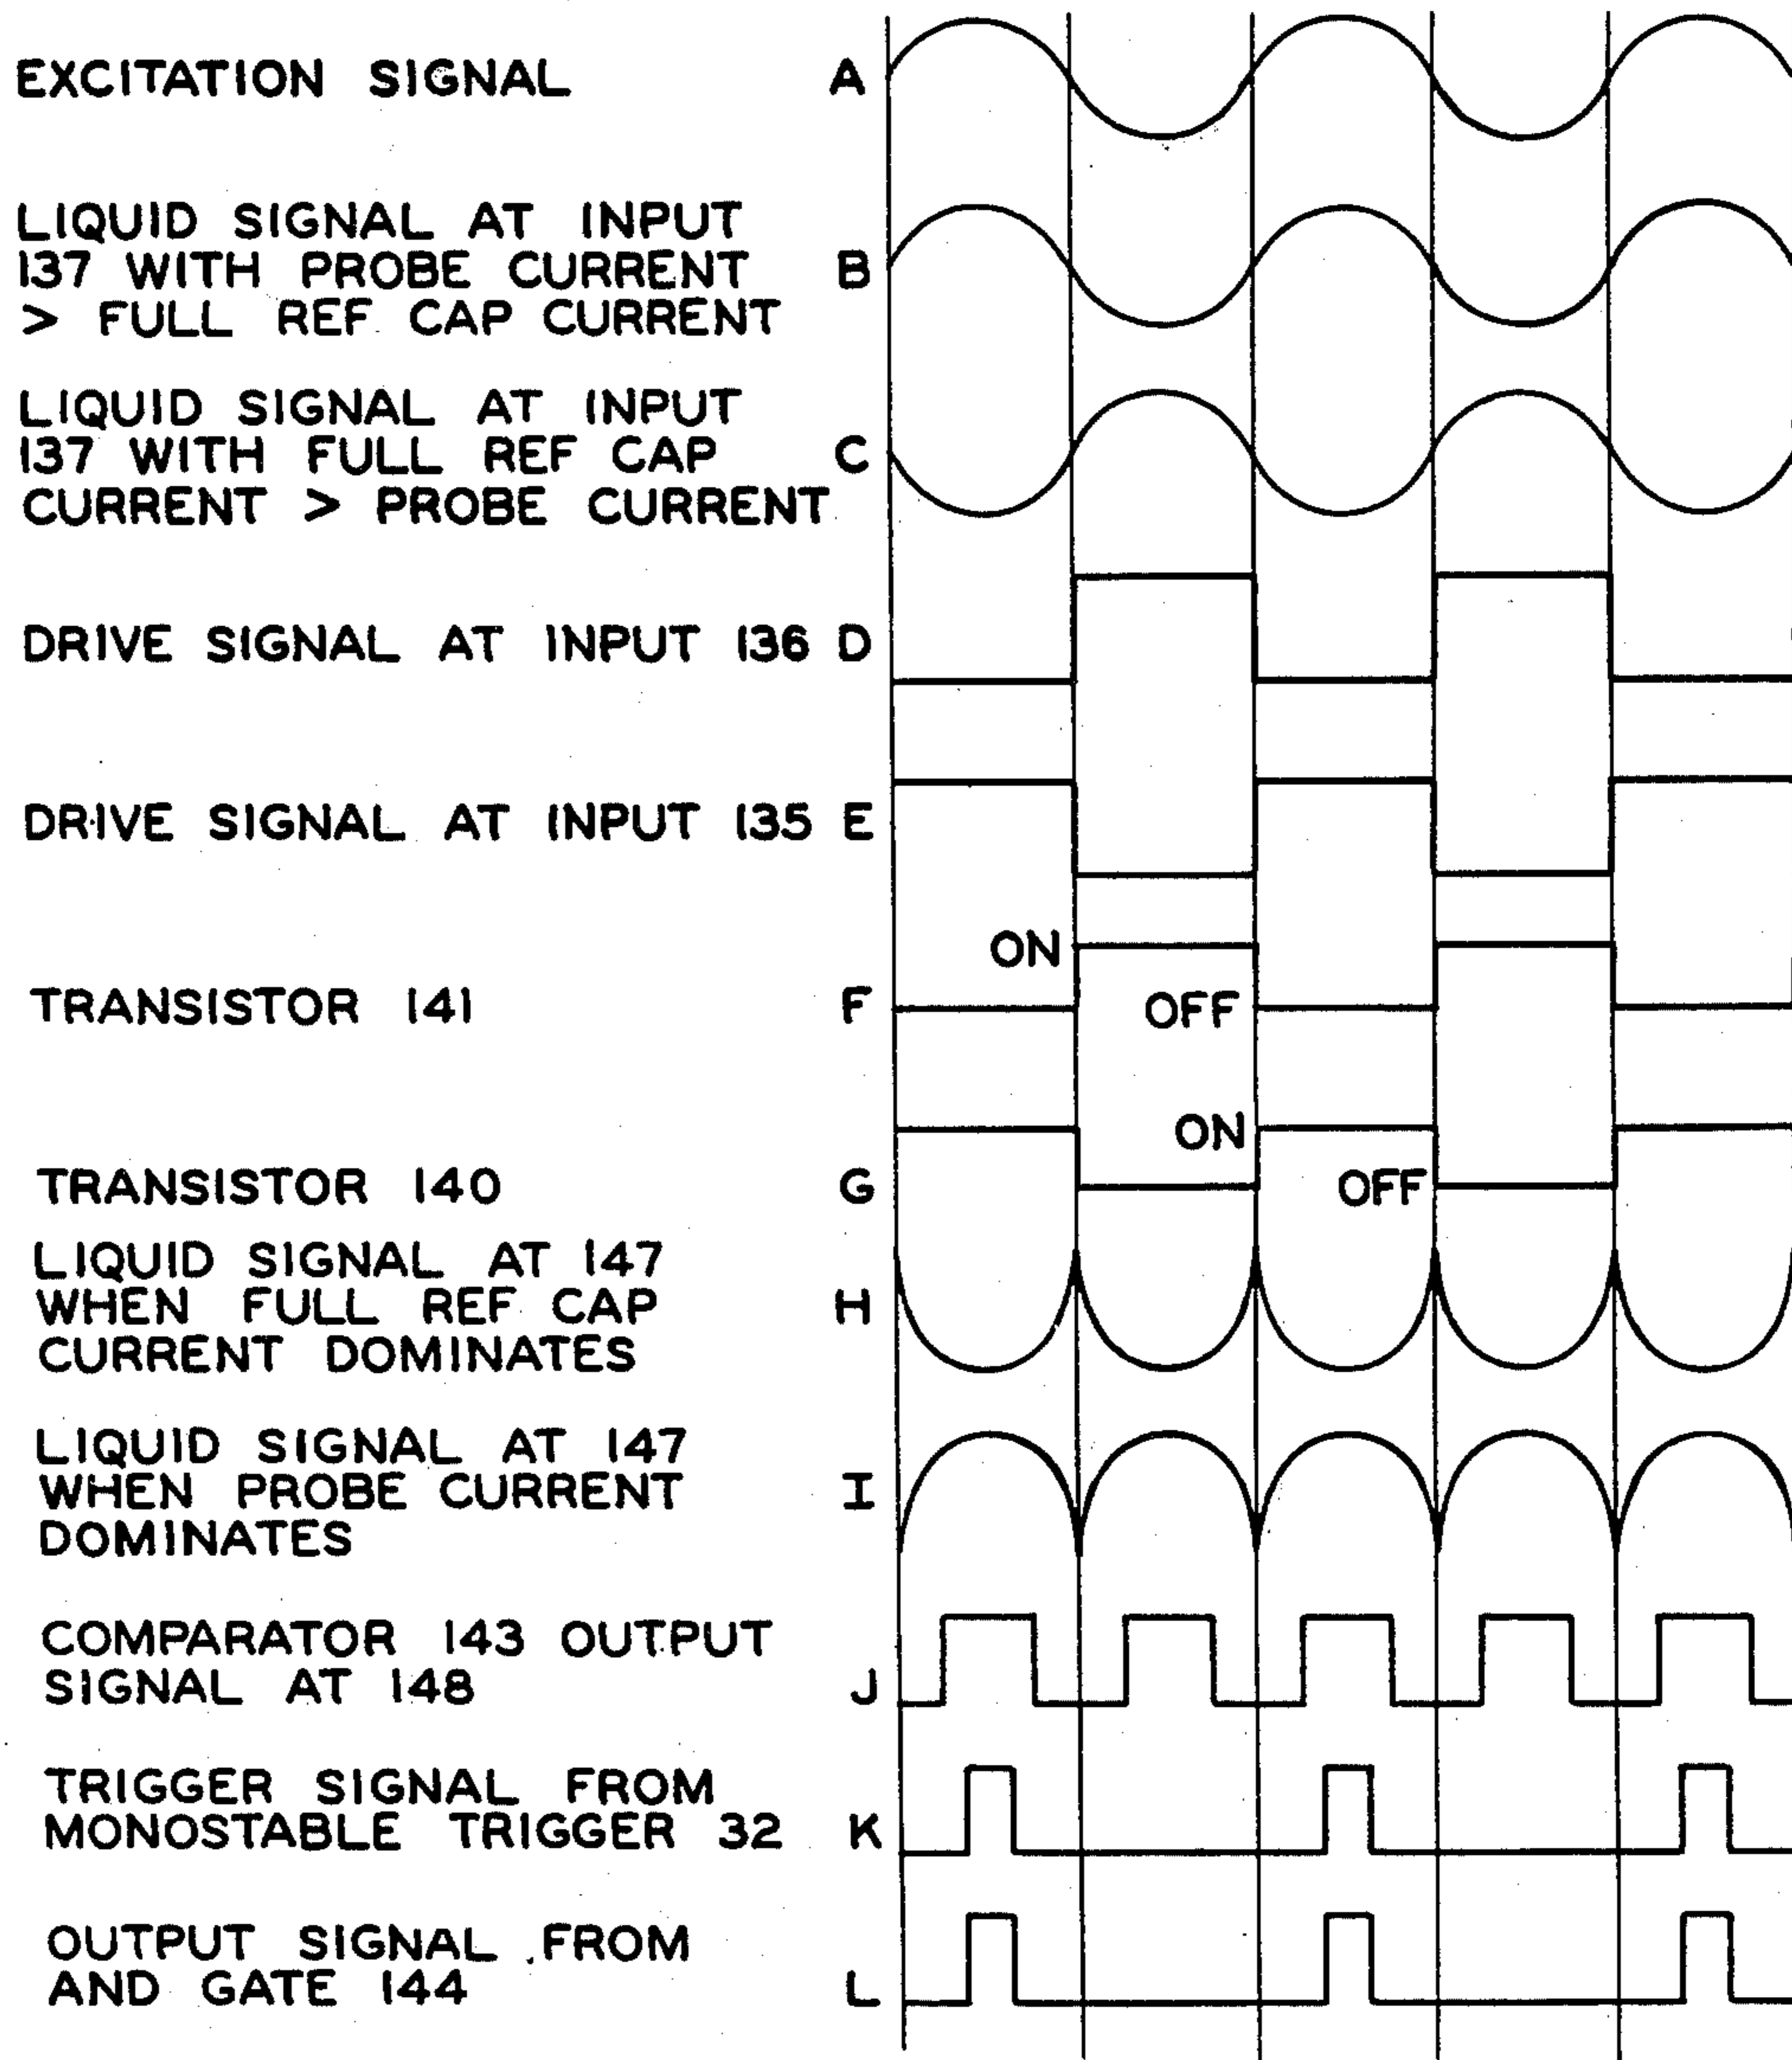 EXCITATION SIGNAL A
LIQUID SIGNAL AT INPUT
137 WITH PROBE CURRENT B
> FULL REF CAP CURRENT
LIQUID SIGNAL AT INPUT
137 WITH FULL REF CAP C
CURRENT > PROBE CURRENT
DRIVE SIGNAL AT INPUT 136 D
DRIVE SIGNAL AT INPUT 135 E
ON
TRANSISTOR 141 F OFF
ON
TRANSISTOR 140 G OFF
LIQUID SIGNAL AT 147
WHEN FULL REF CAP H
CURRENT DOMINATES
LIQUID SIGNAL AT 147
WHEN PROBE CURRENT I
DOMINATES
COMPARATOR 143 OUTPUT
SIGNAL AT 148 J
TRIGGER SIGNAL FROM
MONOSTABLE TRIGGER 32 K
OUTPUT SIGNAL FROM
AND GATE 144 L